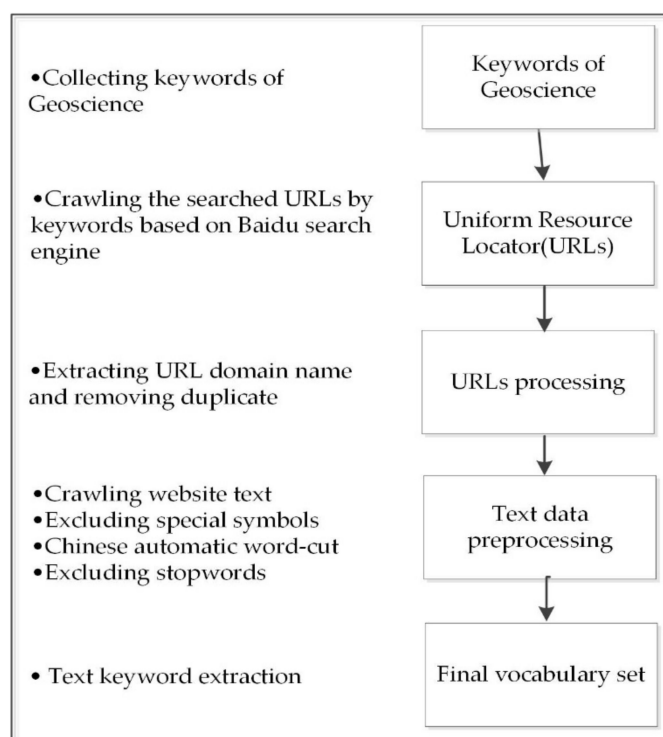 •Collecting keywords of
Geoscience
Keywords of
Geoscience
•Crawling the searched URLs by
keywords based on Baidu search
engine
Uniform Resource
Locator(URLs)
•Extracting URL domain name
and removing duplicate
URLs processing
•Crawling website text
•Excluding special symbols
•Chinese automatic word-cut
•Excluding stopwords
Text data
preprocessing
• Text keyword extraction
Final vocabulary set